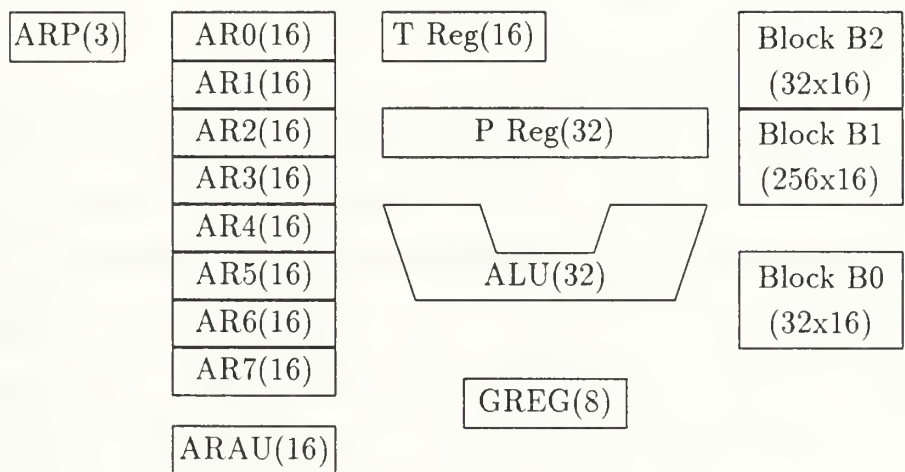 ARP(3)
AR0(16)
AR1(16)
AR2(16)
AR3(16)
AR4(16)
AR5(16)
AR6(16)
AR7(16)
ARAU(16)
T Reg(16)
P Reg(32)
ALU(32)
GREG(8)
Block B2
(32x16)
Block B1
(256x16)
Block B0
(32x16)